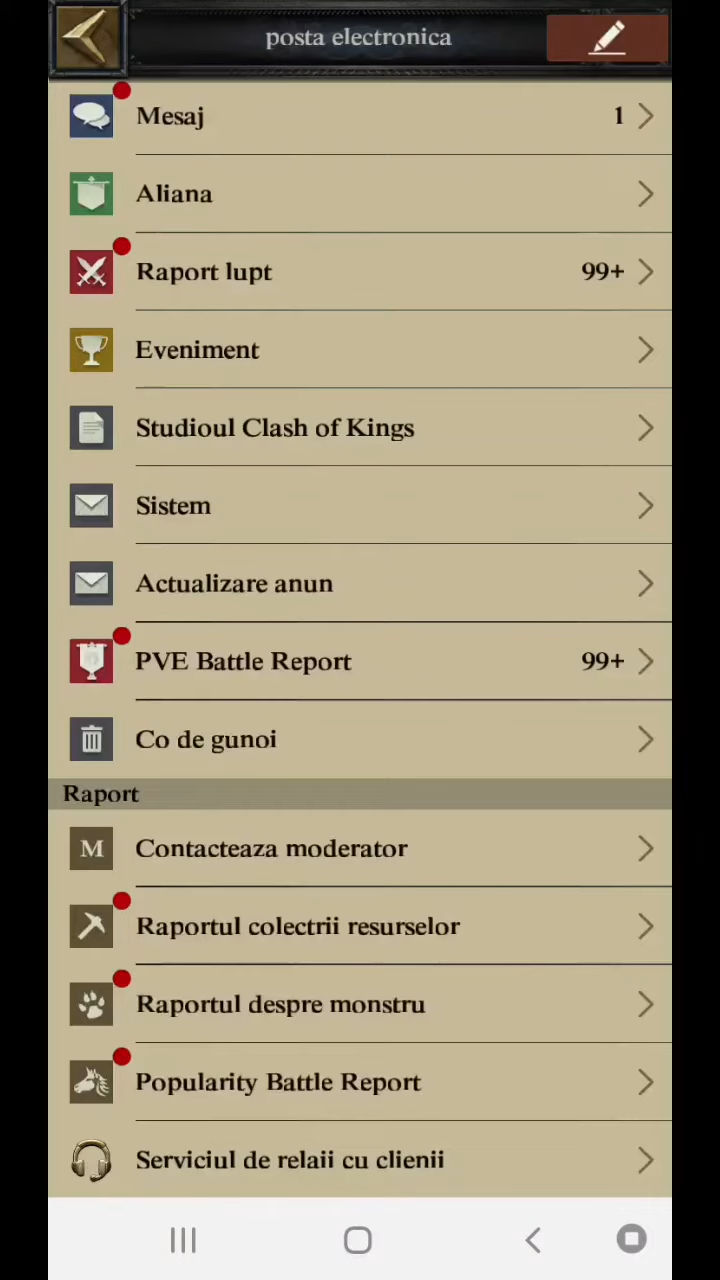 posta electronica
Mesaj 1
Aliana
Raport lupt 99+
Eveniment
Studioul Clash of Kings
Sistem
Actualizare anun
PVE Battle Report 99+
Co de gunoi
Raport
M Contacteaza moderator
Raportul colectrii resurselor
Raportul despre monstru
Popularity Battle Report
Serviciul de relaii cu clienii